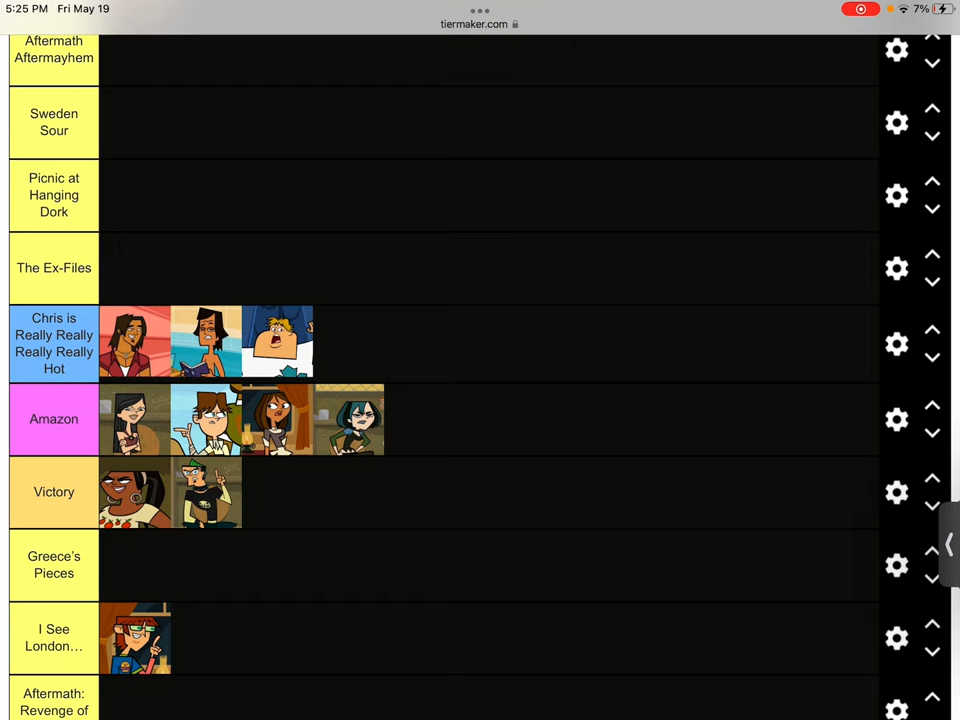 5:25 PM Fri May 19
7%
tiermaker.com
Aftermath
Aftermayhem
Sweden
Sour
Picnic at
Hanging
Dork
The Ex-Files
Chris is
Really Really
Really Really
Hot
Amazon
Victory
Greece's
Pieces
I See
London...
Aftermath:
Revenge of